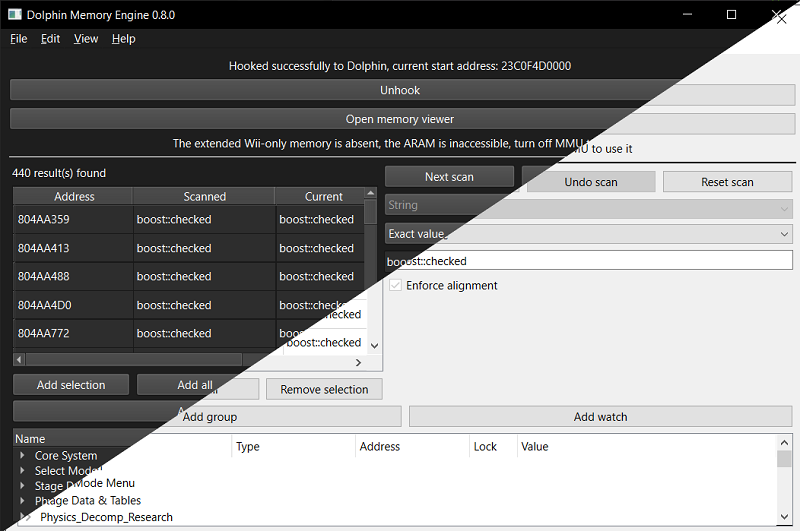 Dolphin Memory Engine 0.8.0
File Edit View Help
Hooked successfully to Dolphin, current start address: 23C0F4D0000
Unhook
Open memory viewer
The extended Wii-only memory is absent, the ARAM is inaccessible, turn off MMU to use it
440 result(s) found
Next scan Undo scan Reset scan
Address Scanned Current
String
804AA359 boost::checked boost::checked
Exact value
804AA413 boost::checked boost::checked
boost::checked
804AA488 boost::checked boost::checked
Enforce alignment
804AA4D0 boost::checked boost::checked
804AA772 boost::checked boost::checked
Add selection Add all Remove selection
Add group Add watch
Name Type Address Lock Value
Core System
Select Mode Menu
Stage Data & Tables
Physics_Decomp_Research